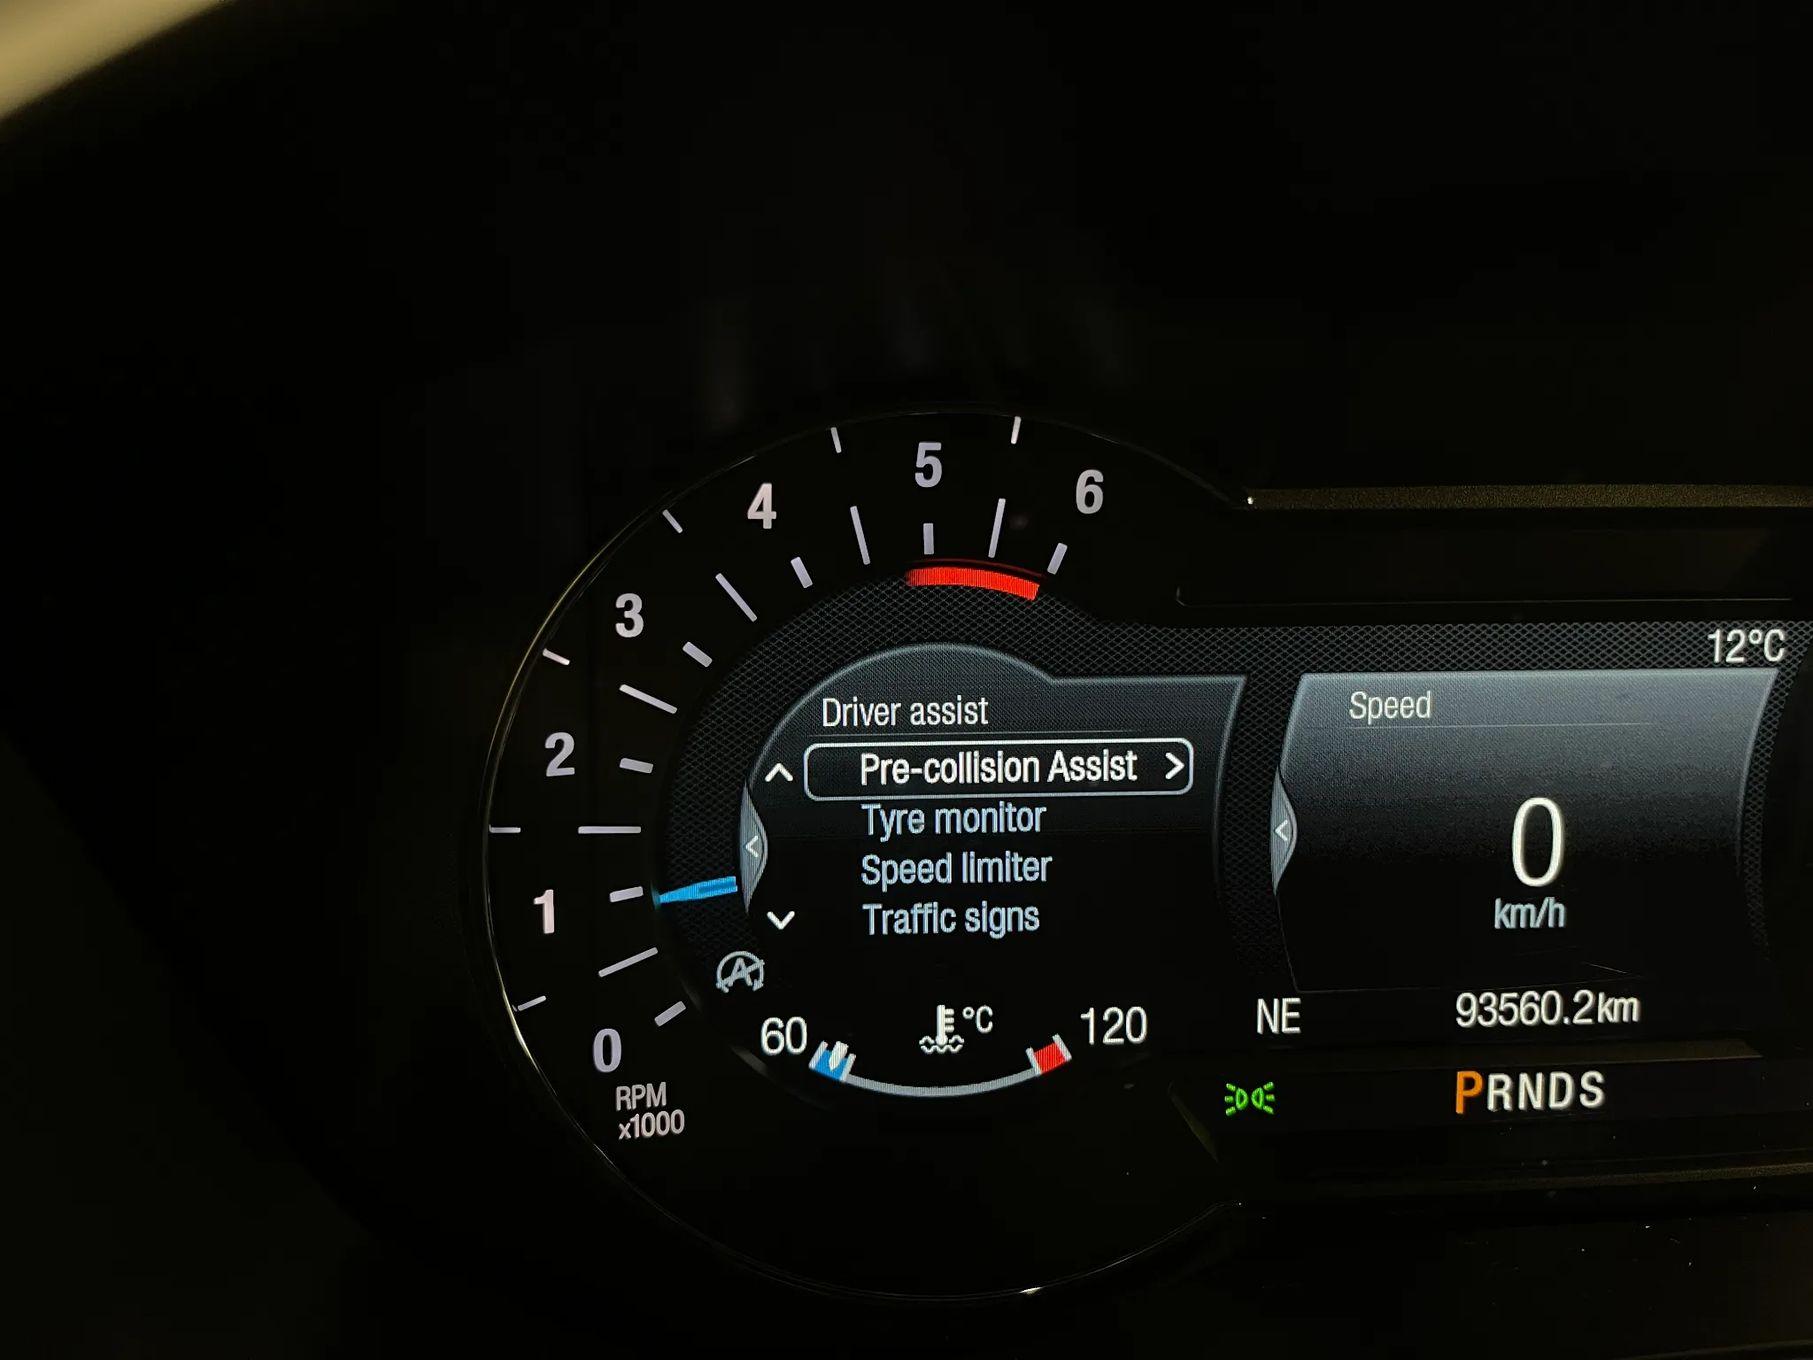 5
4
6
3
2
1
0
RPM
x1000
Driver assist
Pre-collision Assist
Tyre monitor
Speed limiter
Traffic signs
A
60
°C
120
12°C
Speed
0
km/h
NE
93560.2km
PRNDS